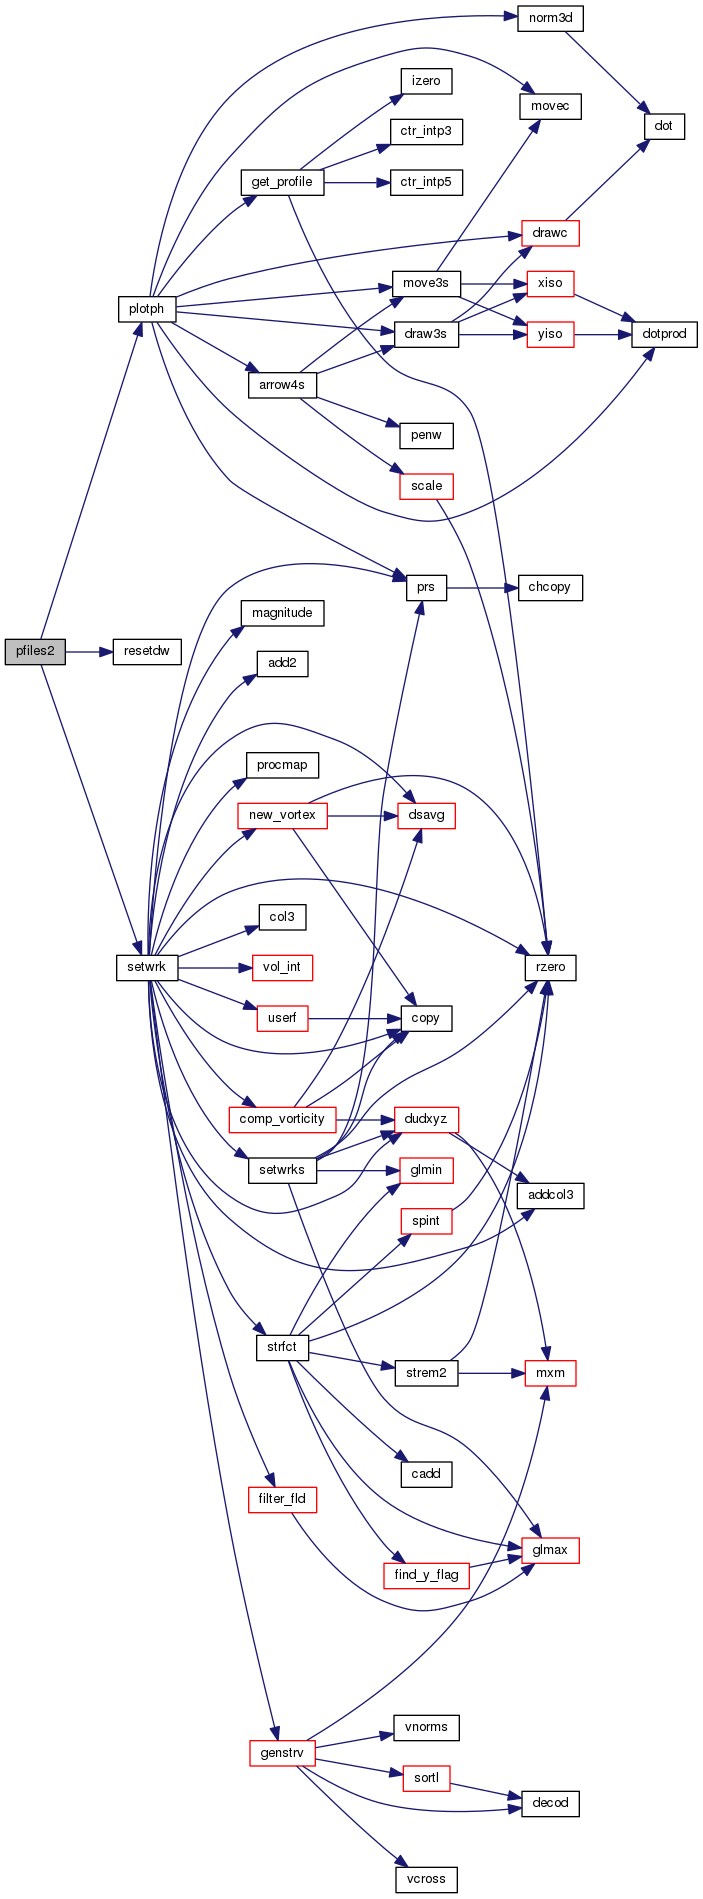 norm3d
izero
movec
ctr_intp3
dot
get_profile
ctr_intp5
drawc
move3s
xiso
plotph
draw3s
yiso
dotprod
arrow4s
penw
scale
prs
chcopy
magnitude
pfiles2
resetdw
add2
procmap
new_vortex
dsavg
col3
setwrk
vol_int
rzero
userf
copy
comp_vorticity
dudxyz
setwrks
glmin
addcol3
spint
strfct
strem2
mxm
cadd
filter_fld
glmax
find_y_flag
vnorms
genstrv
sortl
decod
vcross